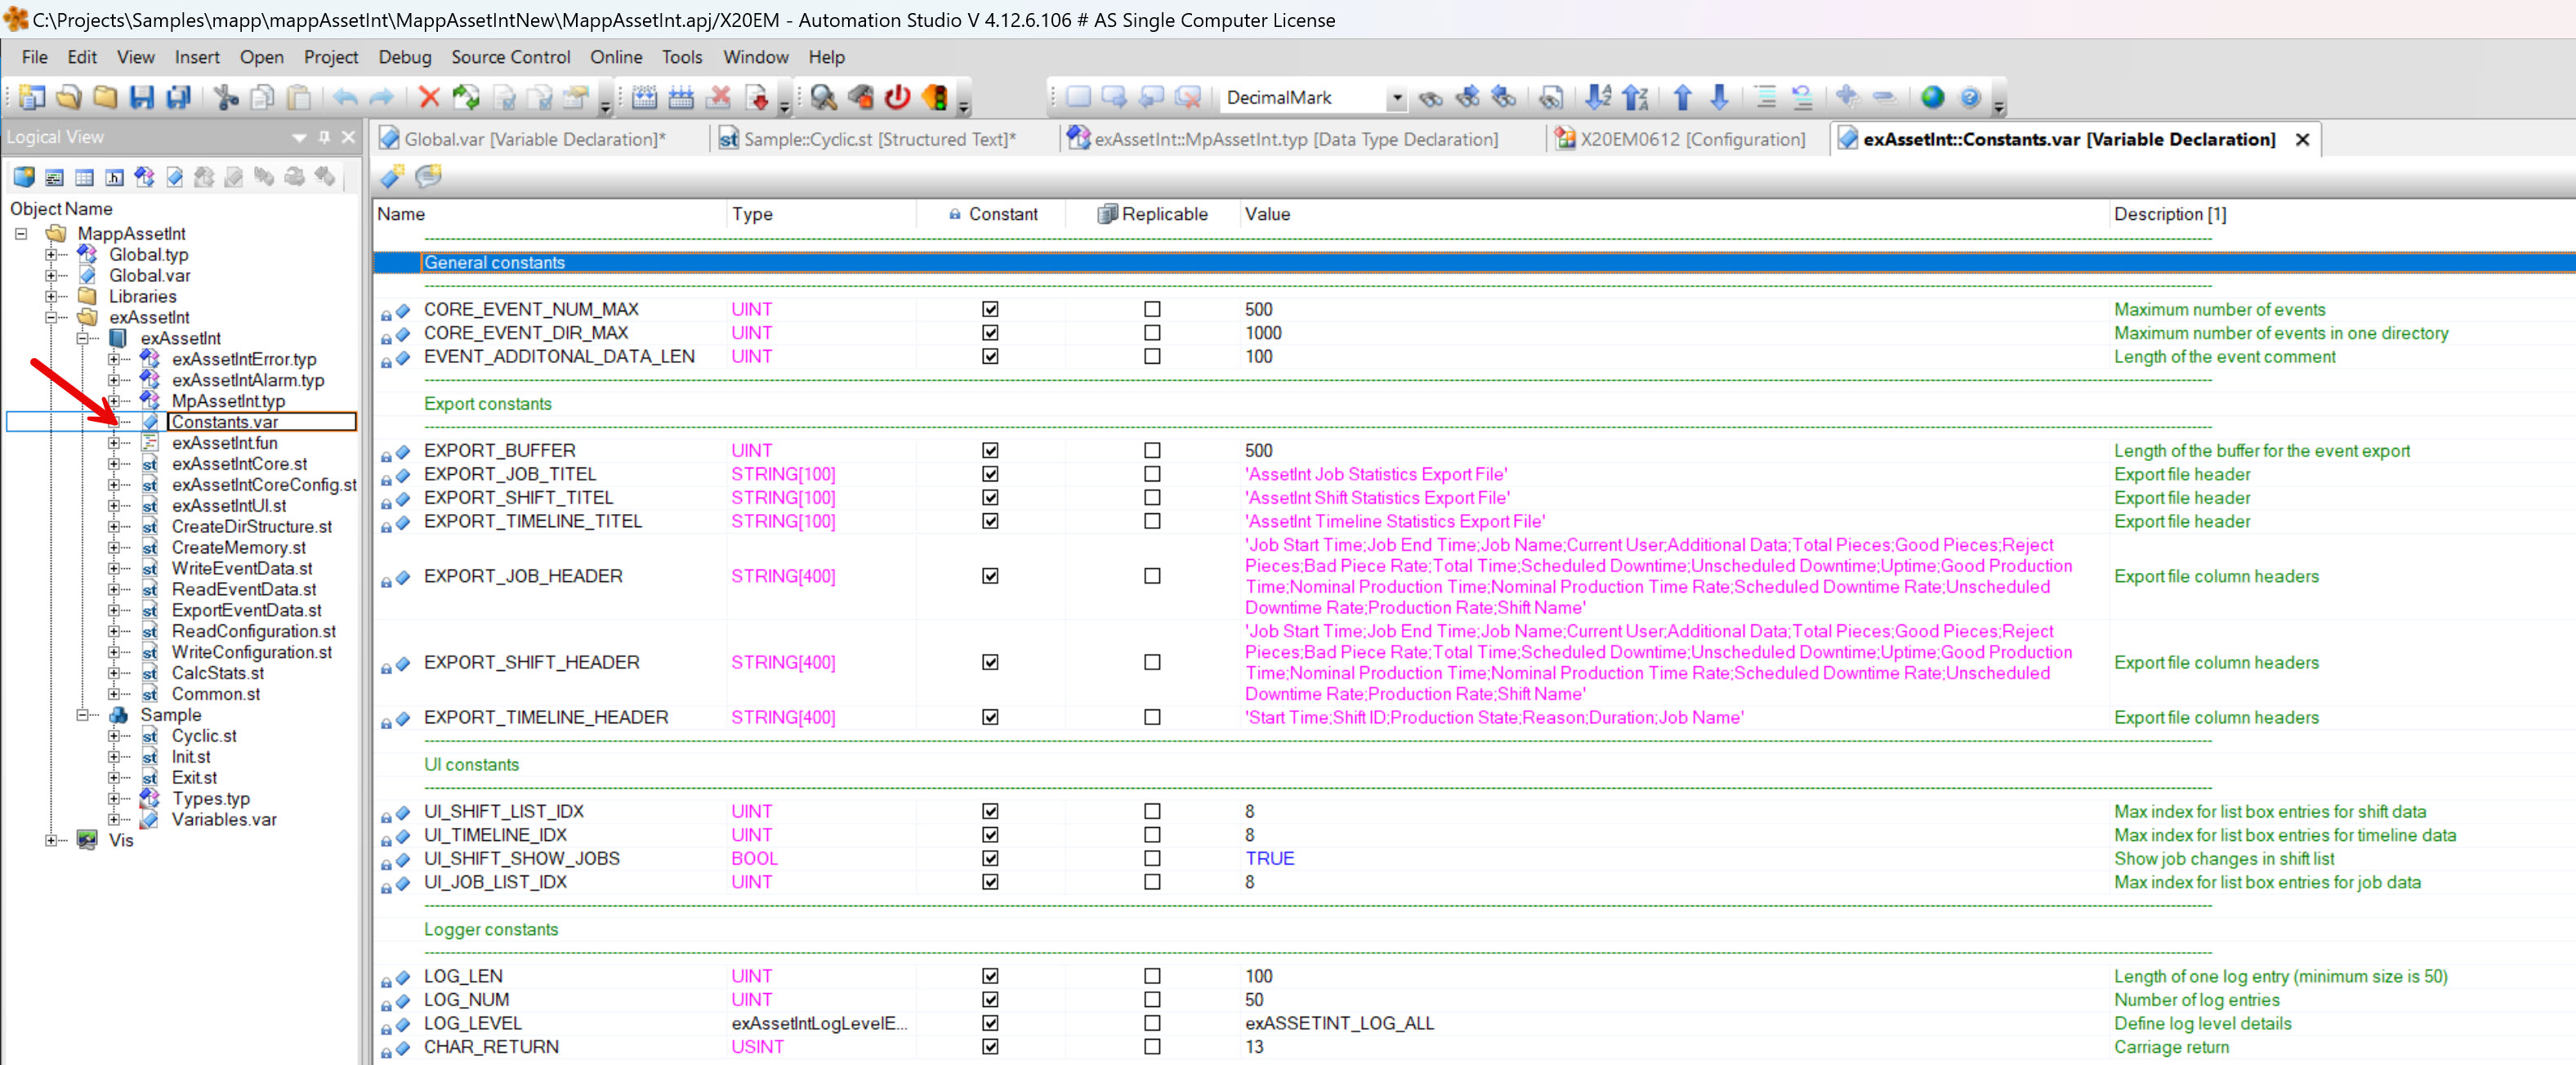 C:\Projects\Samples\mapp\mappAssetInt\MappAssetIntNew\MappAssetInt.apj/X20EM - Automation Studio V 4.12.6.106 # AS Single Computer License
File Edit View Insert Open Project Debug Source Control Online Tools Window Help
DecimalMark
Logical View
Global.var [Variable Declaration]* Sample::Cyclic.st [Structured Text]* exAssetInt::MpAssetInt.typ [Data Type Declaration] X20EM0612 [Configuration] exAssetInt::Constants.var [Variable Declaration]
Object Name
MappAssetInt
Global.typ
Global.var
Libraries
exAssetInt
exAssetInt
exAssetIntError.typ
exAssetIntAlarm.typ
MpAssetInt.typ
Constants.var
exAssetInt.fun
exAssetIntCore.st
exAssetIntCoreConfig.st
exAssetIntUI.st
CreateDirStructure.st
CreateMemory.st
WriteEventData.st
ReadEventData.st
ExportEventData.st
ReadConfiguration.st
WriteConfiguration.st
CalcStats.st
Common.st
Sample
Cyclic.st
Init.st
Exit.st
Types.typ
Variables.var
Vis
Name Type Constant Replicable Value Description [1]
General constants
CORE_EVENT_NUM_MAX UINT 500 Maximum number of events
CORE_EVENT_DIR_MAX UINT 1000 Maximum number of events in one directory
EVENT_ADDITONAL_DATA_LEN UINT 100 Length of the event comment
Export constants
EXPORT_BUFFER UINT 500 Length of the buffer for the event export
EXPORT_JOB_TITEL STRING[100] 'AssetInt Job Statistics Export File' Export file header
EXPORT_SHIFT_TITEL STRING[100] 'AssetInt Shift Statistics Export File' Export file header
EXPORT_TIMELINE_TITEL STRING[100] 'AssetInt Timeline Statistics Export File' Export file header
EXPORT_JOB_HEADER STRING[400] 'Job Start Time;Job End Time;Job Name;Current User;Additional Data;Total Pieces;Good Pieces;Reject
Pieces;Bad Piece Rate;Total Time;Scheduled Downtime;Unscheduled Downtime;Uptime;Good Production
Time;Nominal Production Time;Nominal Production Time Rate;Scheduled Downtime Rate;Unscheduled
Downtime Rate;Production Rate;Shift Name' Export file column headers
EXPORT_SHIFT_HEADER STRING[400] 'Job Start Time;Job End Time;Job Name;Current User;Additional Data;Total Pieces;Good Pieces;Reject
Pieces;Bad Piece Rate;Total Time;Scheduled Downtime;Unscheduled Downtime;Uptime;Good Production
Time;Nominal Production Time;Nominal Production Time Rate;Scheduled Downtime Rate;Unscheduled
Downtime Rate;Production Rate;Shift Name' Export file column headers
EXPORT_TIMELINE_HEADER STRING[400] 'Start Time;Shift ID;Production State;Reason;Duration;Job Name' Export file column headers
UI constants
UI_SHIFT_LIST_IDX UINT 8 Max index for list box entries for shift data
UI_TIMELINE_IDX UINT 8 Max index for list box entries for timeline data
UI_SHIFT_SHOW_JOBS BOOL TRUE Show job changes in shift list
UI_JOB_LIST_IDX UINT 8 Max index for list box entries for job data
Logger constants
LOG_LEN UINT 100 Length of one log entry (minimum size is 50)
LOG_NUM UINT 50 Number of log entries
LOG_LEVEL exAssetIntLogLevelE... exASSETINT_LOG_ALL Define log level details
CHAR_RETURN USINT 13 Carriage return